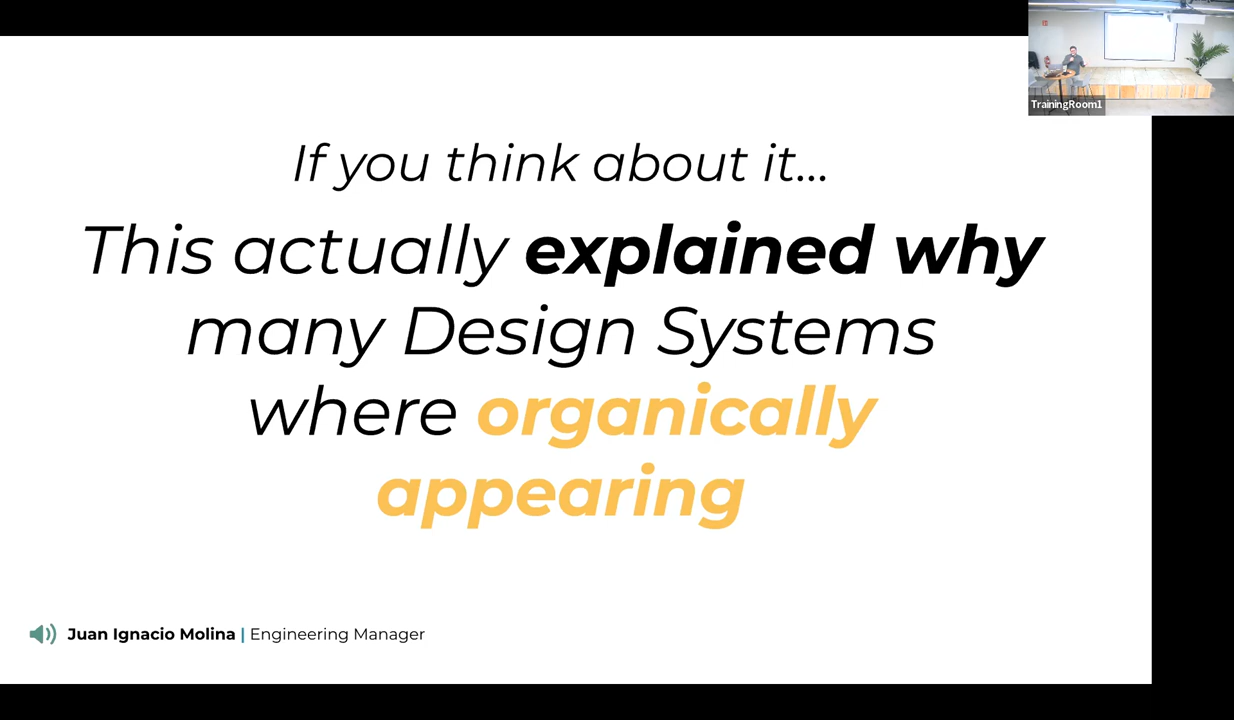 TrainingRoom1
If you think about it...
This actually explained why
many Design Systems
where organically
appearing
Juan Ignacio Molina | Engineering Manager